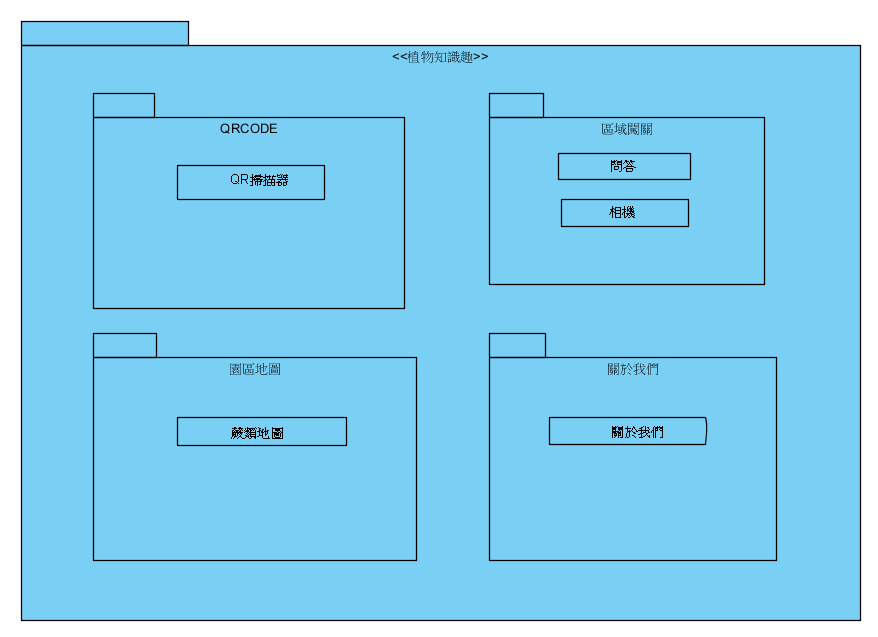 <<植物知識趣>>
QRCODE
QR掃描器
區域闖關
問答
相機
園區地圖
蕨類地圖
關於我們
關於我們